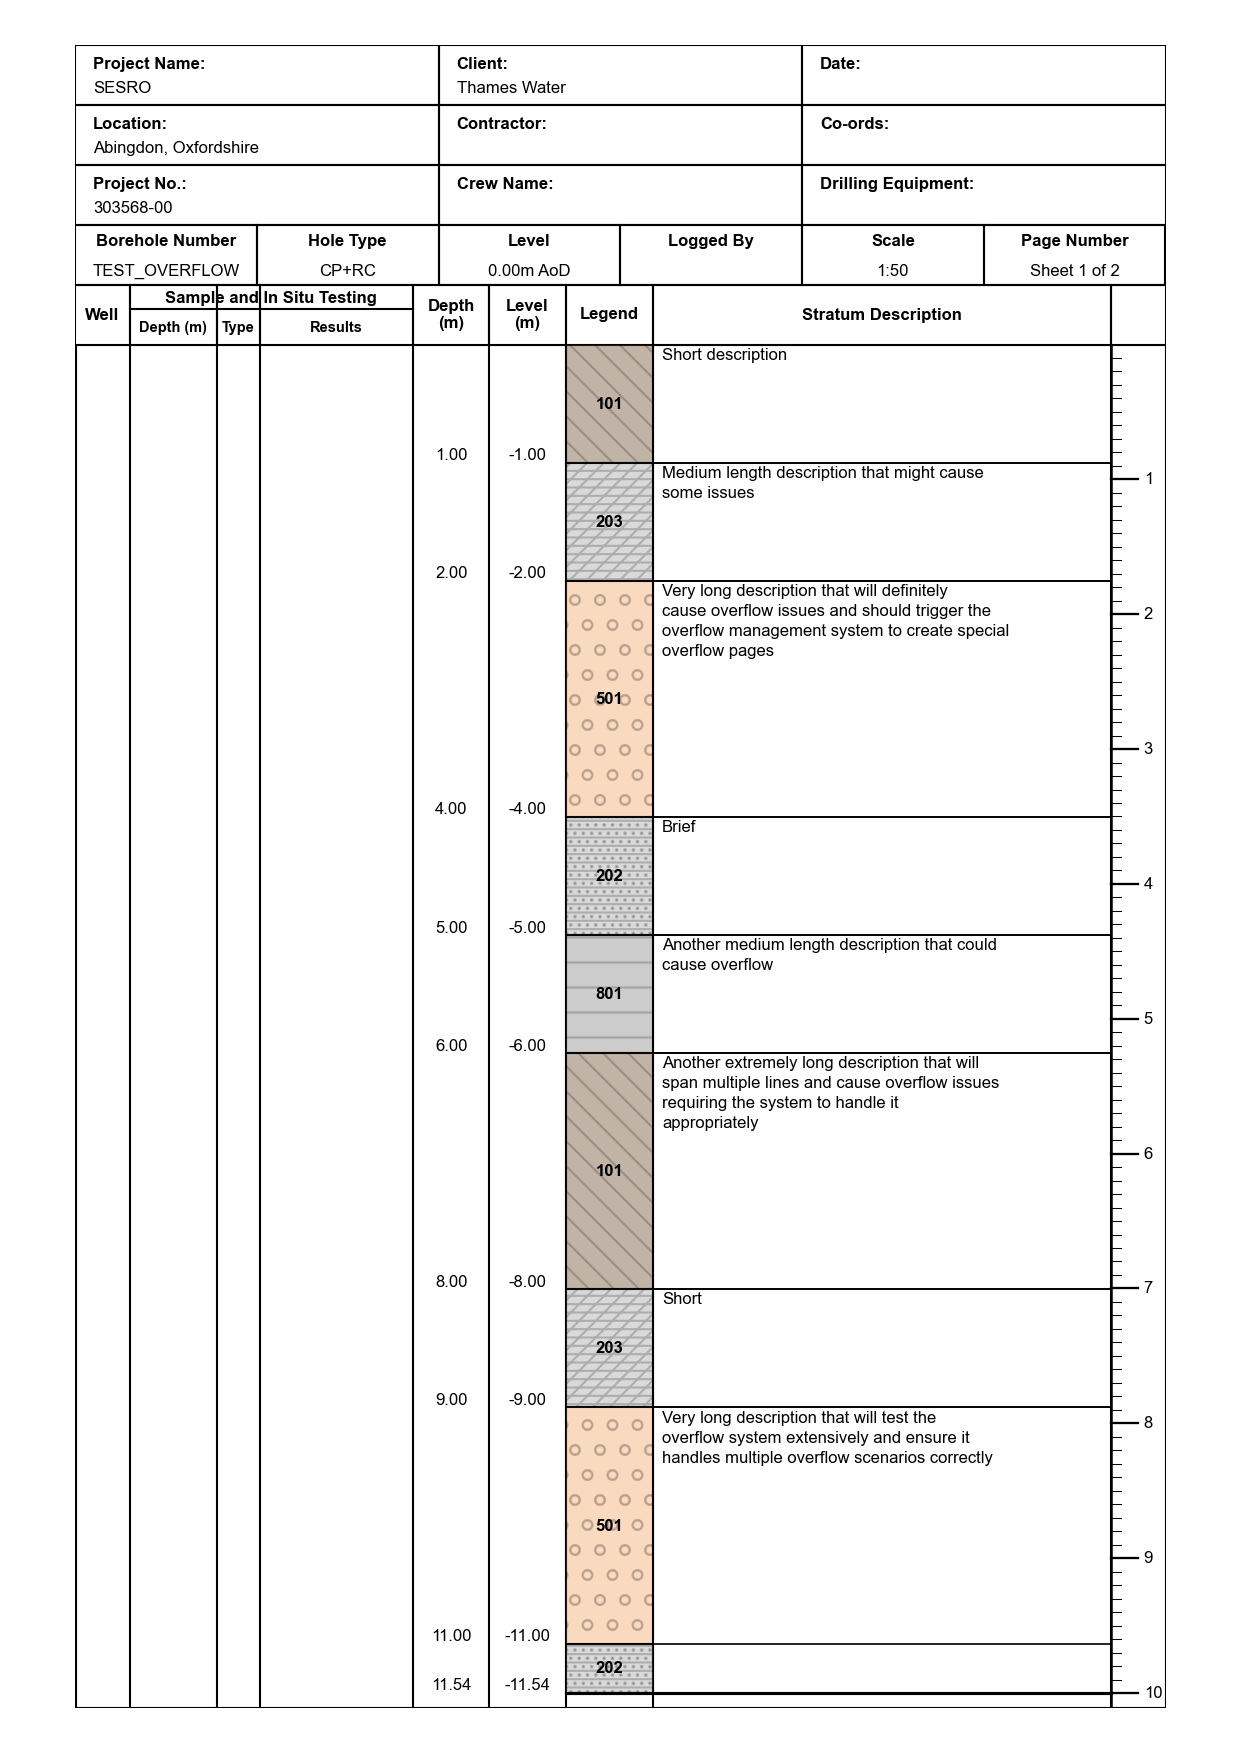 Project Name:
SESRO
Client:
Thames Water
Date:
Location:
Abingdon, Oxfordshire
Contractor:
Co-ords:
Project No.:
303568-00
Crew Name:
Drilling Equipment:
Borehole Number
TEST_OVERFLOW
Hole Type
CP+RC
Level
0.00m AoD
Logged By
Scale
1:50
Page Number
Sheet 1 of 2
Well
Sample and In Situ Testing
Depth (m)
Type
Results
Depth
(m)
Level
(m)
Legend
Stratum Description
Short description
101
1.00
-1.00
Medium length description that might cause
some issues
1
203
2.00
-2.00
Very long description that will definitely
cause overflow issues and should trigger the
overflow management system to create special
overflow pages
2
501
3
4.00
-4.00
Brief
202
4
5.00
-5.00
Another medium length description that could
cause overflow
801
5
6.00
-6.00
Another extremely long description that will
span multiple lines and cause overflow issues
requiring the system to handle it
appropriately
6
101
8.00
-8.00
7
Short
203
9.00
-9.00
Very long description that will test the
overflow system extensively and ensure it
handles multiple overflow scenarios correctly
8
501
9
11.00
-11.00
202
11.54
-11.54
10